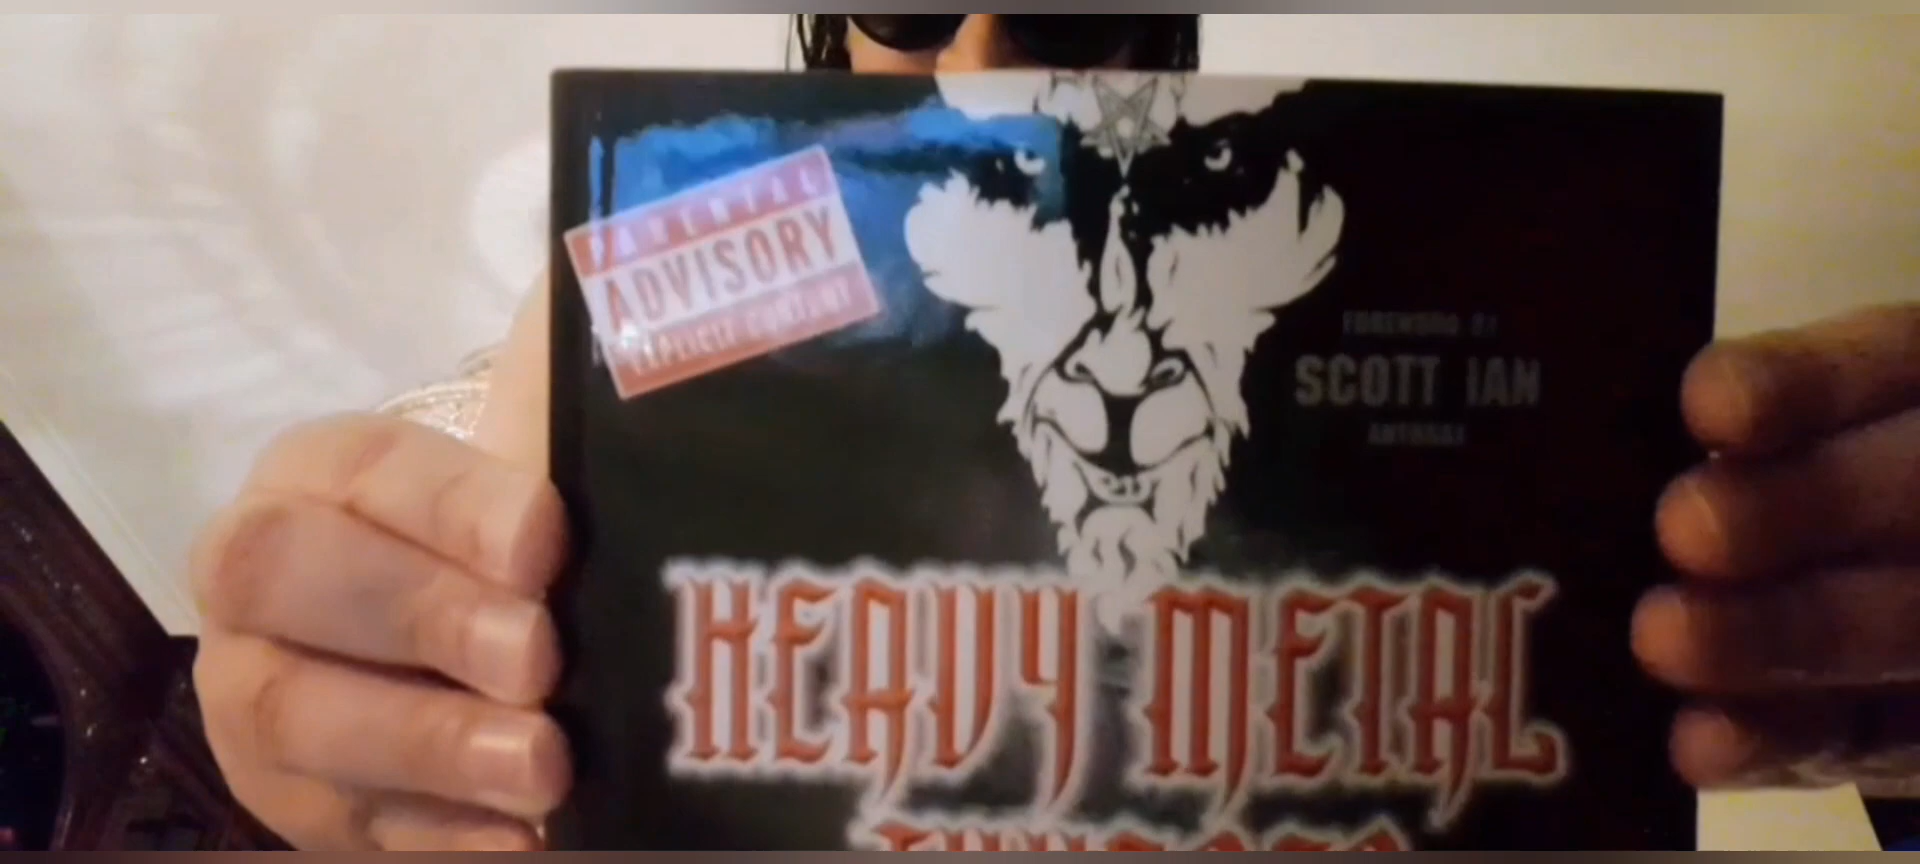 PARENTAL
ADVISORY
EXPLICIT CONTENT
FOREWORD BY
SCOTT IAN
ANTHRAX
HEAVY METAL